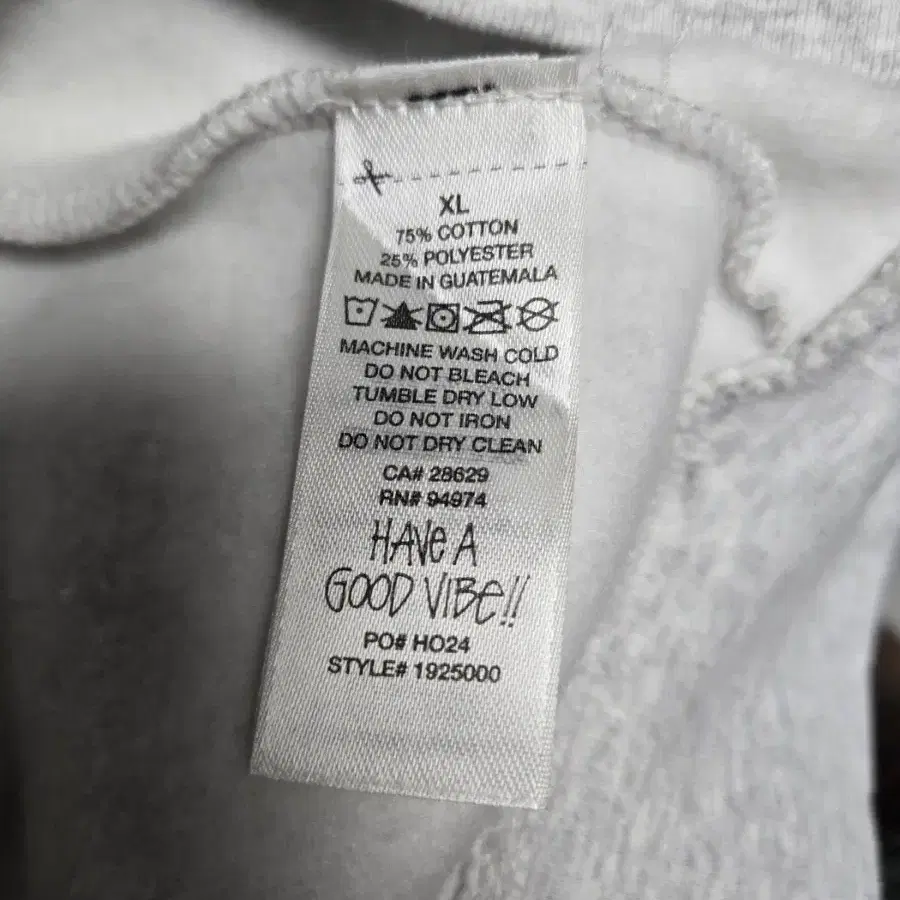 XL
75% COTTON
25% POLYESTER
MADE IN GUATEMALA
MACHINE WASH COLD
DO NOT BLEACH
TUMBLE DRY LOW
DO NOT IRON
DO NOT DRY CLEAN
CA# 28629
RN# 94974
HAVe A
GOOD VIBe!!
PO# HO24
STYLE# 1925000